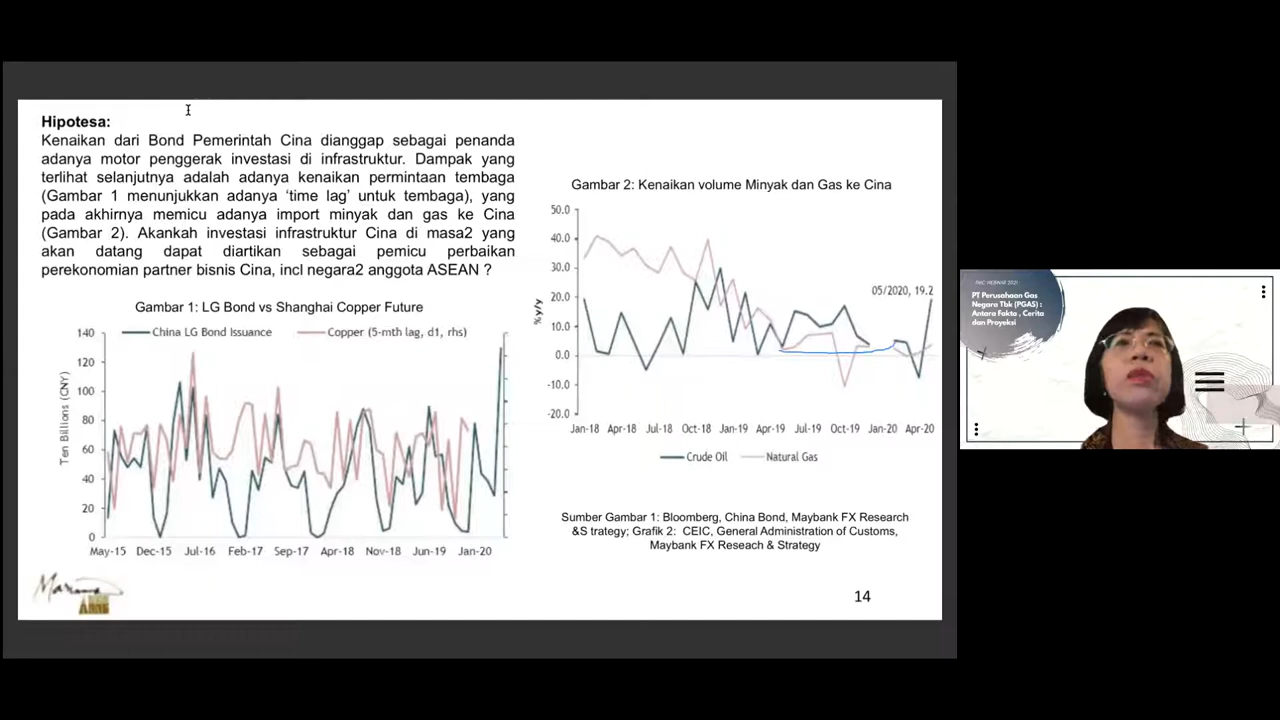 Hipotesa:
Kenaikan dari Bond Pemerintah Cina dianggap sebagai penanda
adanya motor penggerak investasi di infrastruktur. Dampak yang
terlihat selanjutnya adalah adanya kenaikan permintaan tembaga
(Gambar 1 menunjukkan adanya 'time lag' untuk tembaga), yang
pada akhirnya memicu adanya import minyak dan gas ke Cina
(Gambar 2). Akankah investasi infrastruktur Cina di masa2 yang
akan datang dapat diartikan sebagai pemicu perbaikan
perekonomian partner bisnis Cina, incl negara2 anggota ASEAN ?
Gambar 1: LG Bond vs Shanghai Copper Future
China LG Bond Issuance
Copper (5-mth lag, d1, rhs)
Ten Billions (CNY)
140
120
100
80
60
40
20
0
May-15 Dec-15 Jul-16 Feb-17 Sep-17 Apr-18 Nov-18 Jun-19 Jan-20
Gambar 2: Kenaikan volume Minyak dan Gas ke Cina
%y/y
50.0
40.0
30.0
20.0
10.0
0.0
-10.0
-20.0
05/2020, 19.2
Jan-18 Apr-18 Jul-18 Oct-18 Jan-19 Apr-19 Jul-19 Oct-19 Jan-20 Apr-20
Crude Oil
Natural Gas
Sumber Gambar 1: Bloomberg, China Bond, Maybank FX Research
&S trategy; Grafik 2: CEIC, General Administration of Customs,
Maybank FX Reseach & Strategy
14
PT Perusahaan Gas
Negara Tbk (PGAS) :
Antara Fakta , Cerita
dan Proyeksi